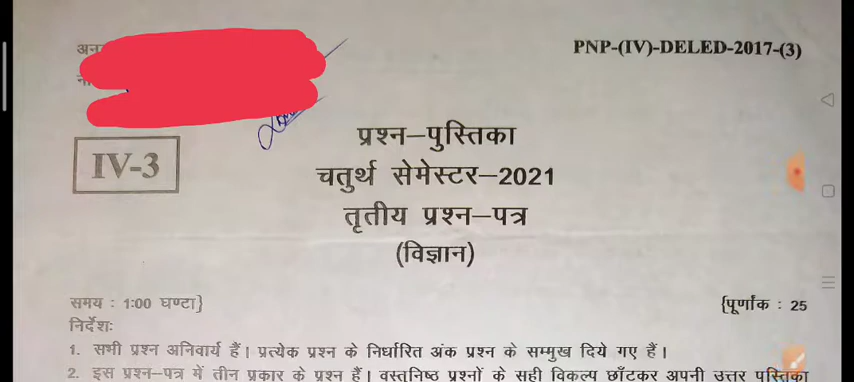 PNP-(IV)-DELED-2017-(3)
IV-3
प्रश्न–पुस्तिका
चतुर्थ सेमेस्टर–2021
तृतीय प्रश्न–पत्र
(विज्ञान)
समय : 1:00 घण्टा} {पूर्णांक : 25
निर्देशः
1. सभी प्रश्न अनिवार्य हैं। प्रत्येक प्रश्न के निर्धारित अंक प्रश्न के सम्मुख दिये गए हैं।
2. इस प्रश्न–पत्र में तीन प्रकार के प्रश्न हैं। वस्तुनिष्ठ प्रश्नों के सही विकल्प छाँटकर अपनी उत्तर पुस्तिका